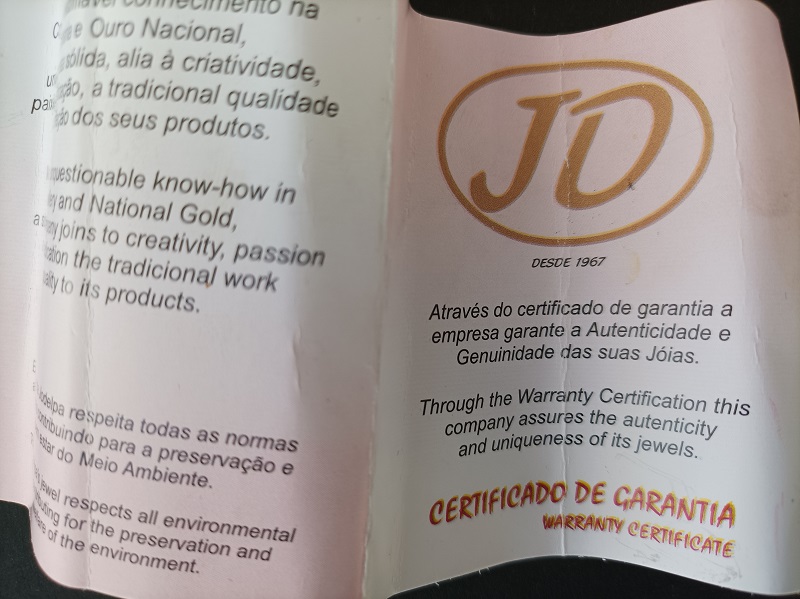 conhecimento na
e Ouro Nacional,
sólida, alia à criatividade,
a tradicional qualidade
dos seus produtos.
know-how in
and National Gold,
joins to creativity, passion
the tradicional work
to its products.
respeita todas as normas
para a preservação e
do Meio Ambiente.
respects all environmental
for the preservation and
of the environment.
JD
DESDE 1967
Através do certificado de garantia a
empresa garante a Autenticidade e
Genuinidade das suas Jóias.
Through the Warranty Certification this
company assures the autenticity
and uniqueness of its jewels.
CERTIFICADO DE GARANTIA
WARRANTY CERTIFICATE